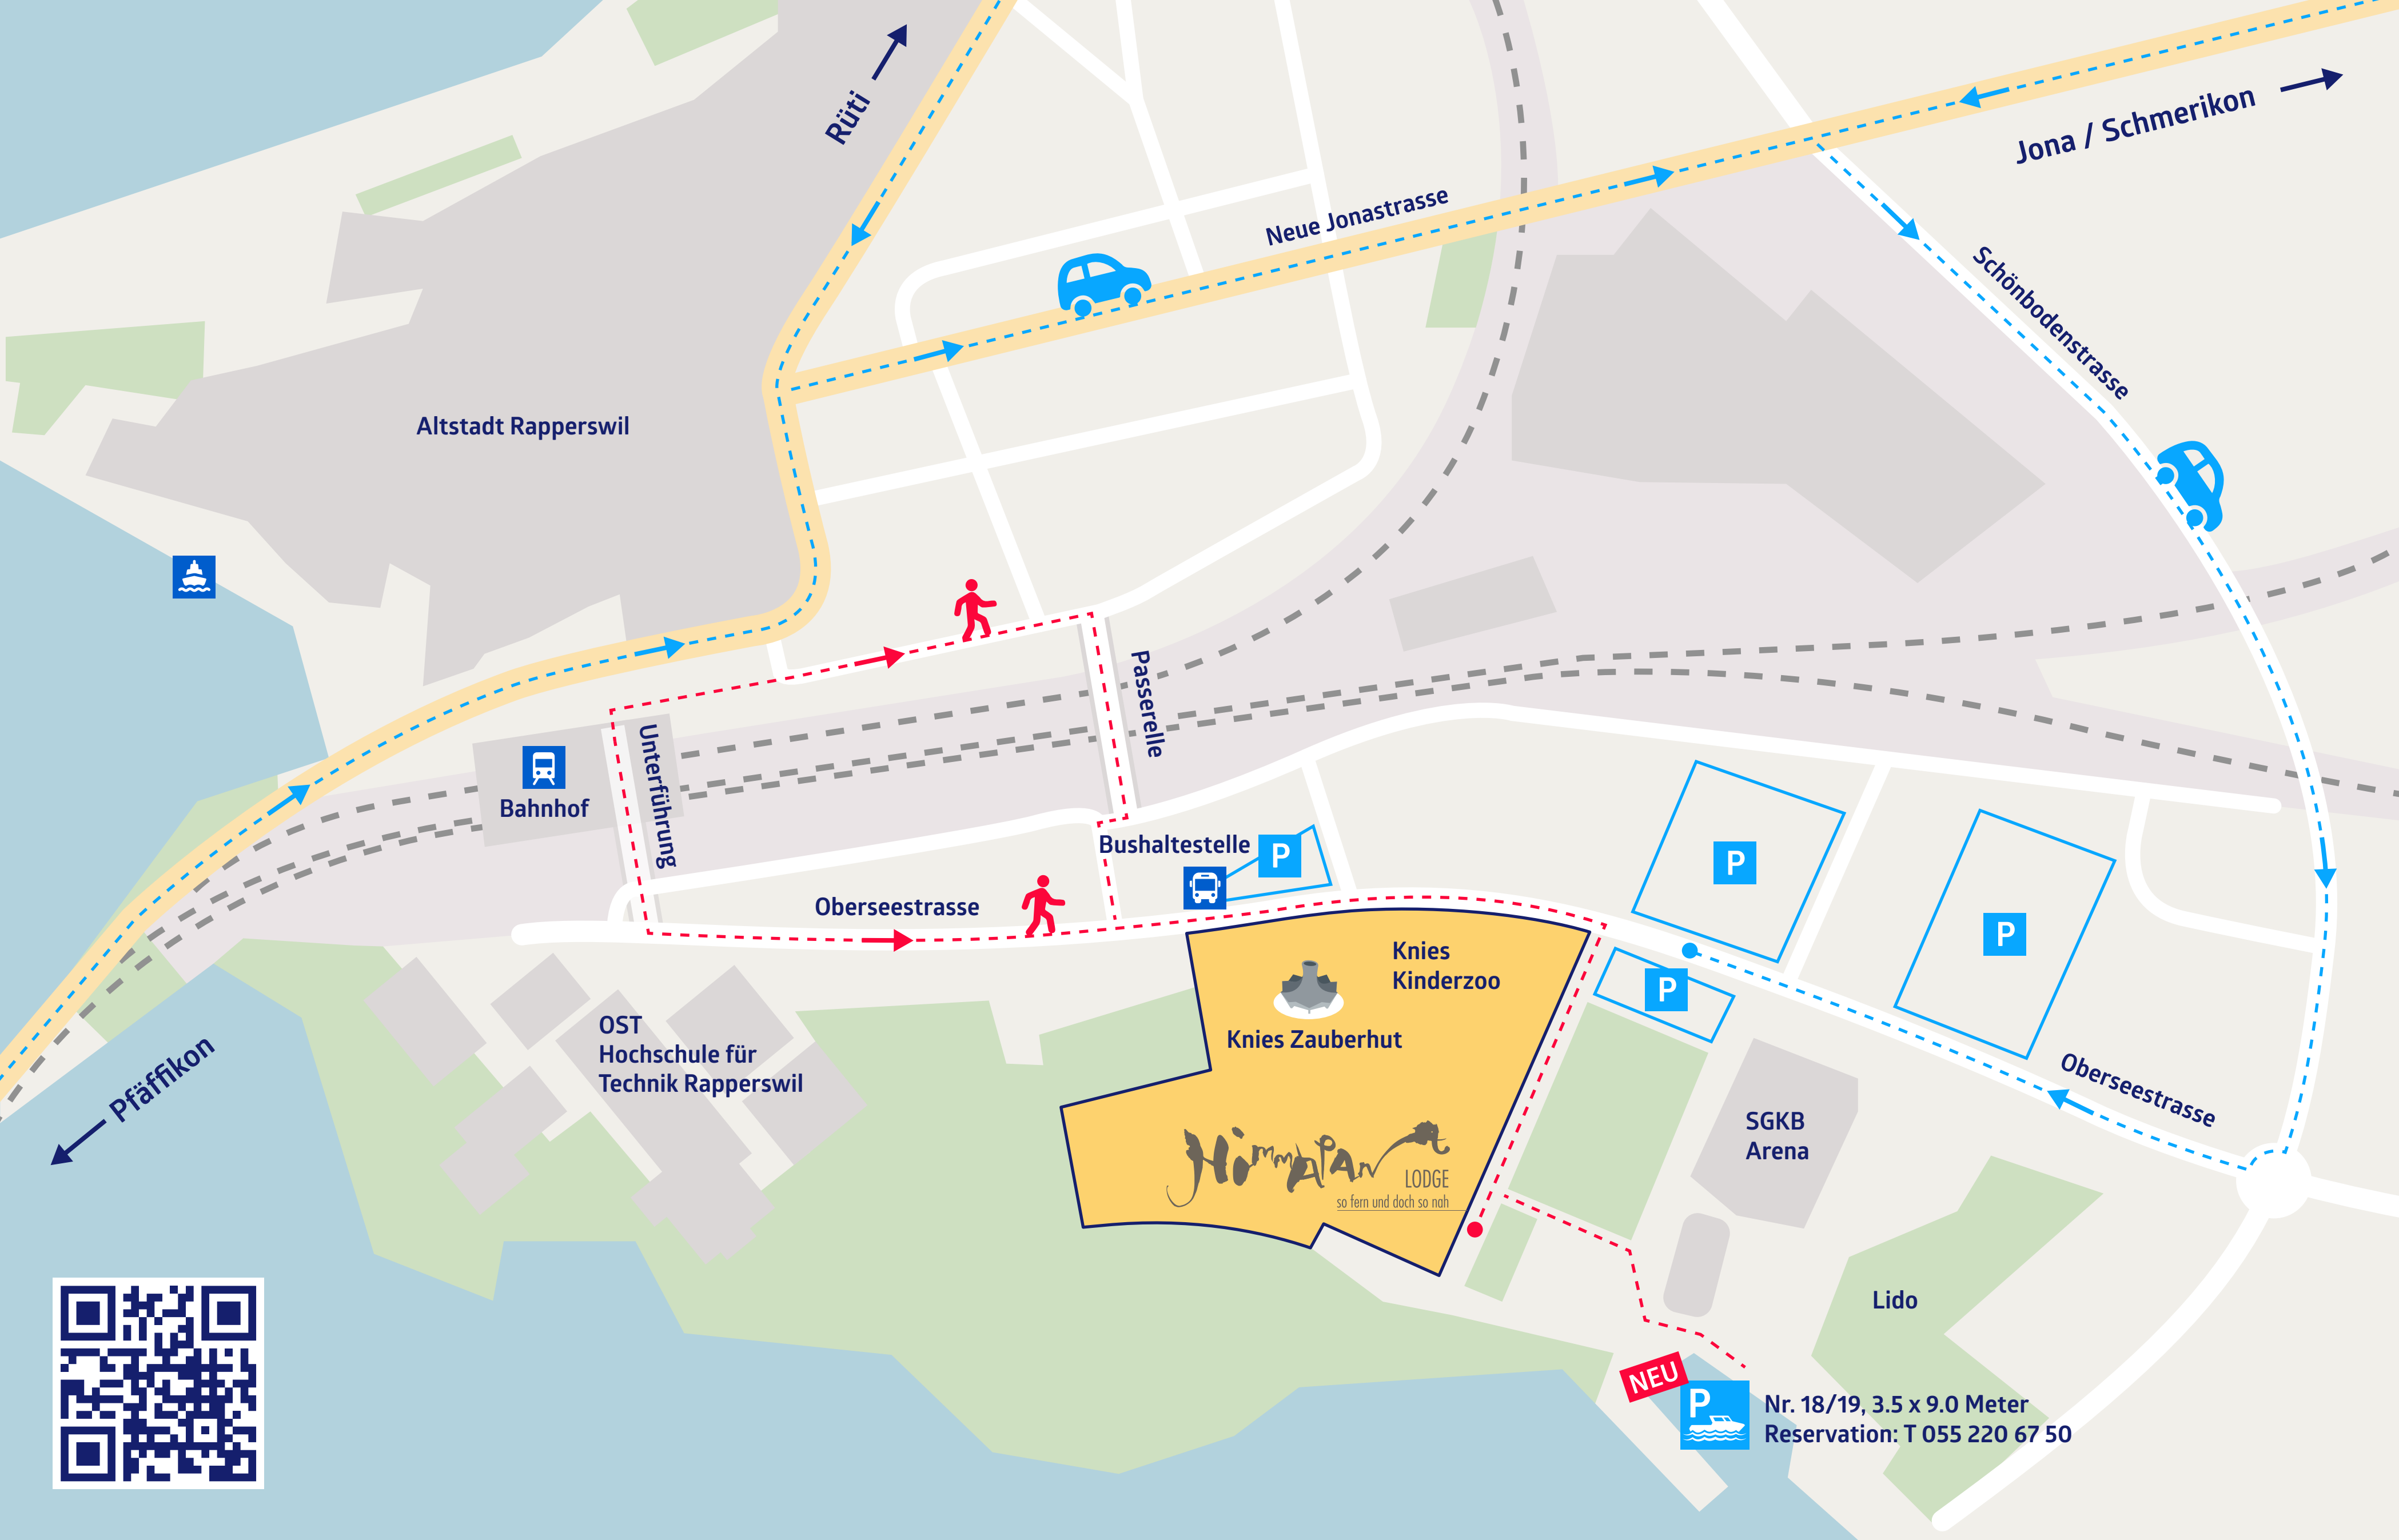 Rüti
Jona / Schmerikon
Neue Jonastrasse
Schönbodenstrasse
Altstadt Rapperswil
Passerelle
Unterführung
Bahnhof
Bushaltestelle
P
P
P
P
Oberseestrasse
Knies
Kinderzoo
Knies Zauberhut
OST
Hochschule für
Technik Rapperswil
Pfäffikon
Oberseestrasse
SGKB
Arena
Himmapan
LODGE
so fern und doch so nah
Lido
NEU
P
Nr. 18/19, 3.5 x 9.0 Meter
Reservation: T 055 220 67 50